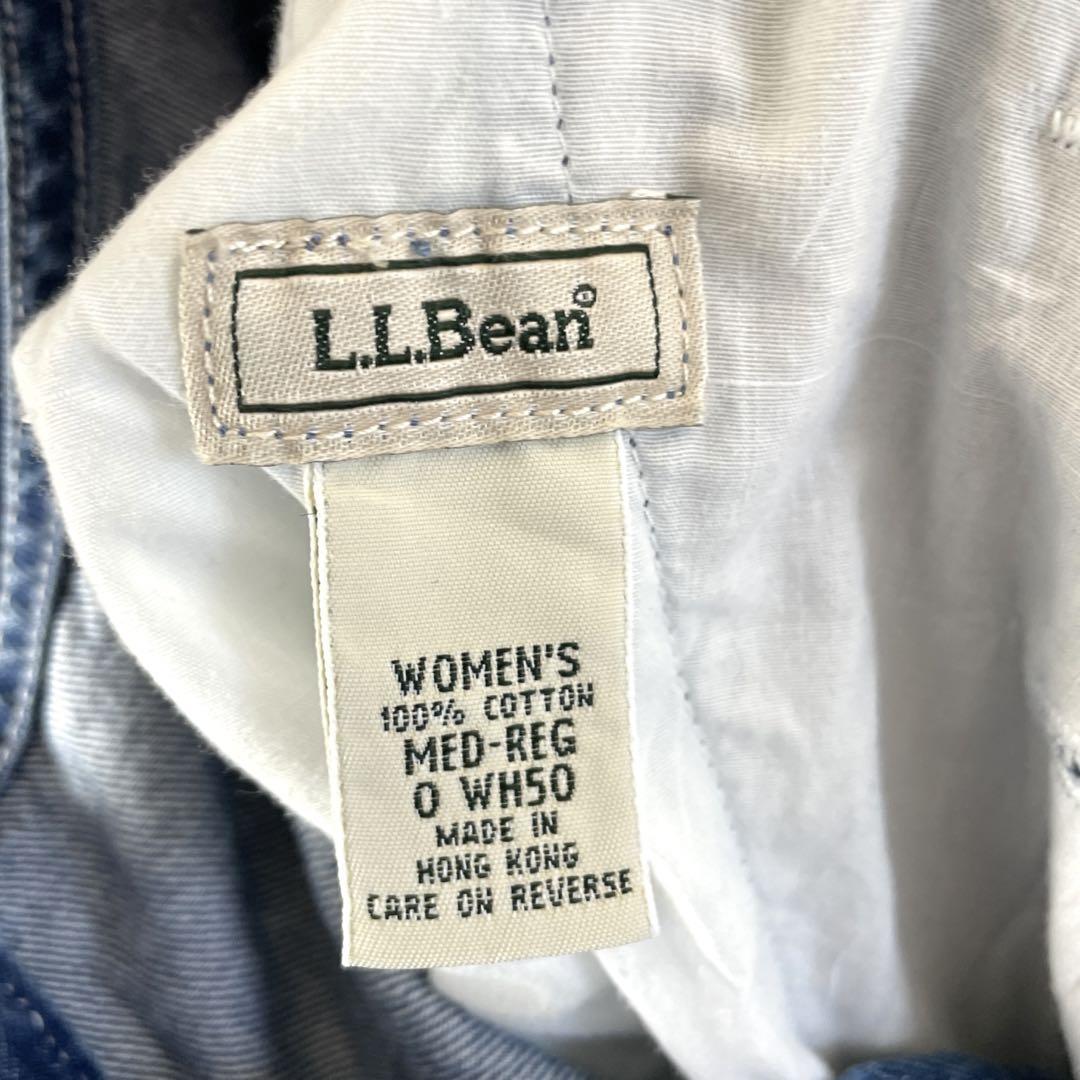 L.L.Bean®
WOMEN'S
100% COTTON
MED-REG
0 WH50
MADE IN
HONG KONG
CARE ON REVERSE